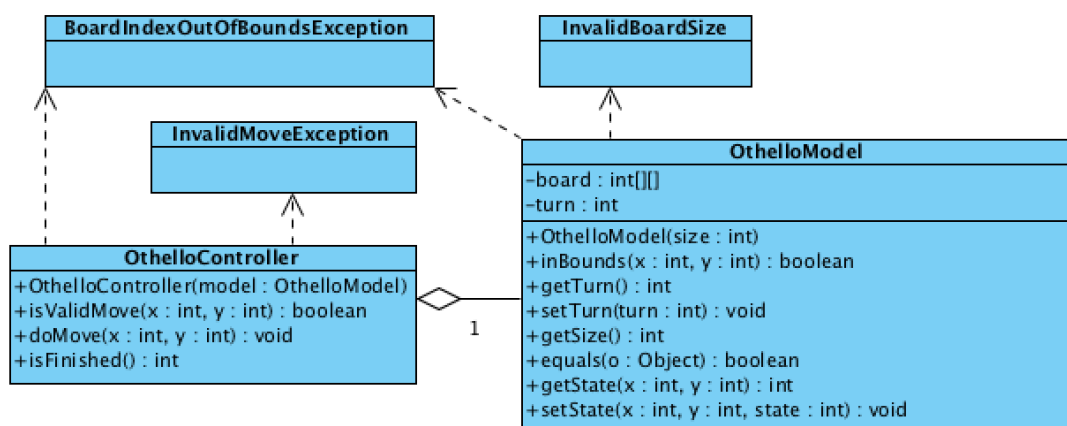 BoardIndexOutOfBoundsException
InvalidBoardSize
InvalidMoveException
OthelloModel
-board : int[][]
-turn : int
+OthelloModel(size : int)
+inBounds(x : int, y : int) : boolean
+getTurn() : int
+setTurn(turn : int) : void
+getSize() : int
+equals(o : Object) : boolean
+getState(x : int, y : int) : int
+setState(x : int, y : int, state : int) : void
OthelloController
+OthelloController(model : OthelloModel)
+isValidMove(x : int, y : int) : boolean
+doMove(x : int, y : int) : void
+isFinished() : int
1